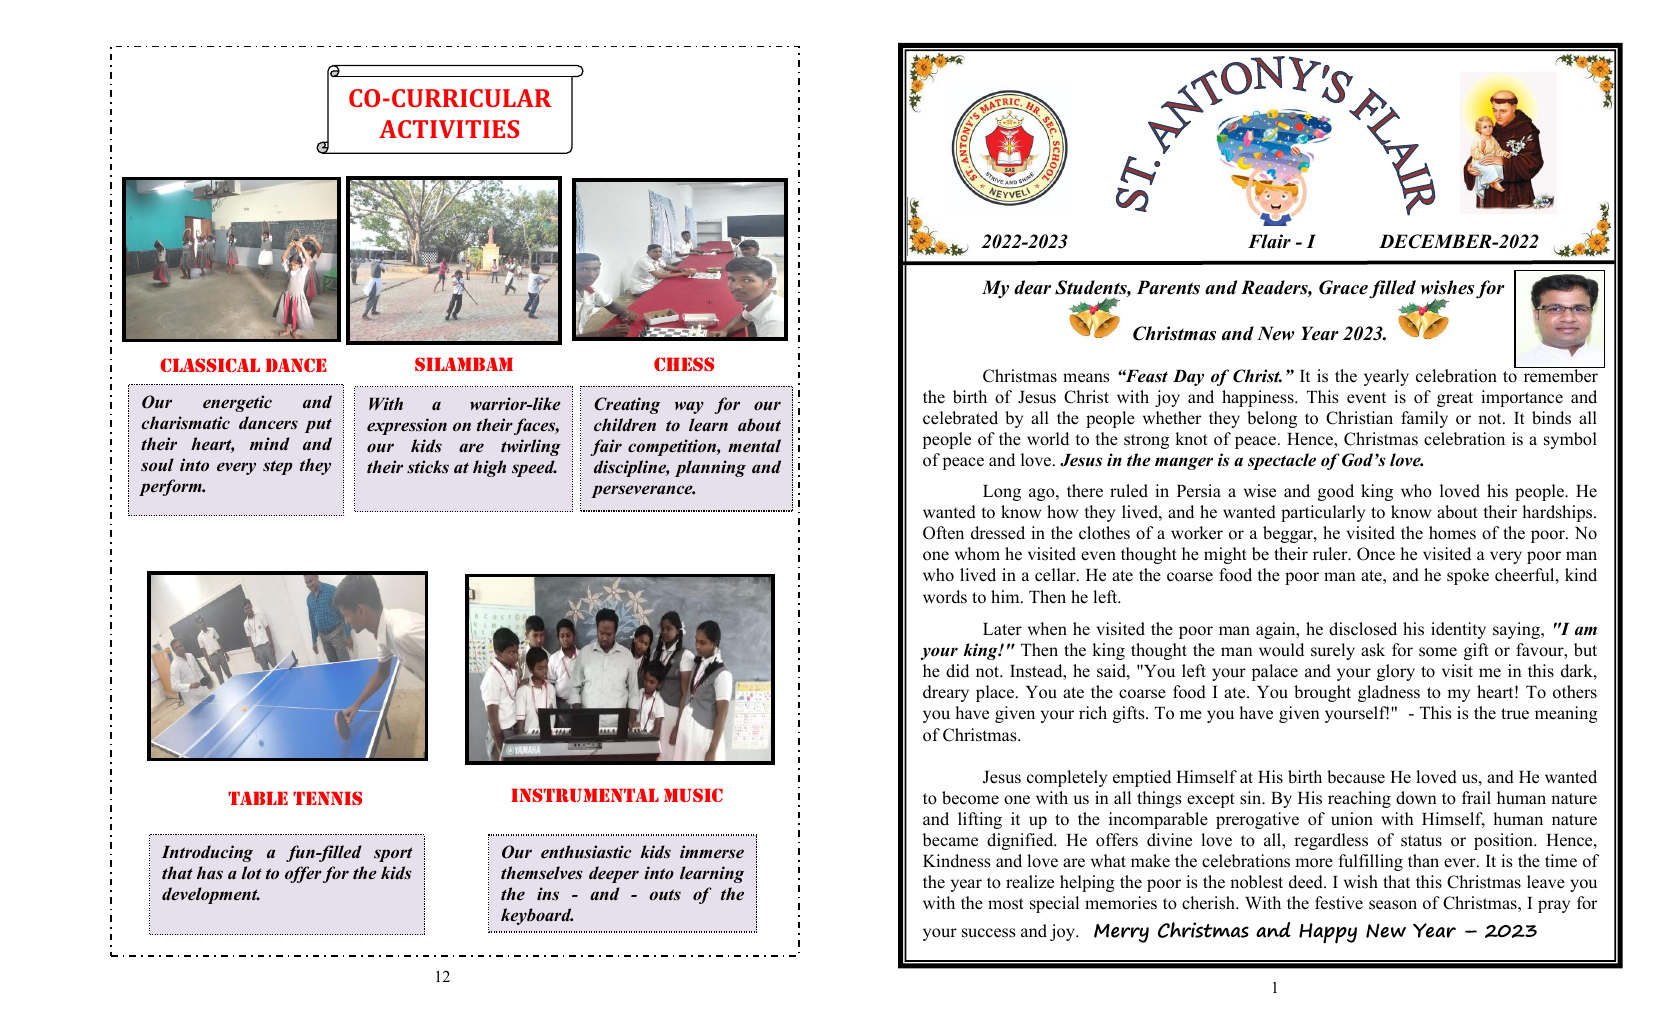 CO-CURRICULAR
ACTIVITIES
CLASSICAL DANCE
SILAMBAM
CHESS
Our energetic and
charismatic dancers put
their heart, mind and
soul into every step they
perform.
With a warrior-like
expression on their faces,
our kids are twirling
their sticks at high speed.
Creating way for our
children to learn about
fair competition, mental
discipline, planning and
perseverance.
YAMAHA
TABLE TENNIS
INSTRUMENTAL MUSIC
Introducing a fun-filled sport
that has a lot to offer for the kids
development.
Our enthusiastic kids immerse
themselves deeper into learning
the ins - and - outs of the
keyboard.
12
ST. ANTONY'S FLAIR
ST ANTONY'S MATRIC. HR. SEC. SCHOOL
SAS
STRIVE AND SHINE
NEYVELI
2022-2023 Flair - I DECEMBER-2022
My dear Students, Parents and Readers, Grace filled wishes for
Christmas and New Year 2023.
Christmas means “Feast Day of Christ.” It is the yearly celebration to remember
the birth of Jesus Christ with joy and happiness. This event is of great importance and
celebrated by all the people whether they belong to Christian family or not. It binds all
people of the world to the strong knot of peace. Hence, Christmas celebration is a symbol
of peace and love. Jesus in the manger is a spectacle of God’s love.
Long ago, there ruled in Persia a wise and good king who loved his people. He
wanted to know how they lived, and he wanted particularly to know about their hardships.
Often dressed in the clothes of a worker or a beggar, he visited the homes of the poor. No
one whom he visited even thought he might be their ruler. Once he visited a very poor man
who lived in a cellar. He ate the coarse food the poor man ate, and he spoke cheerful, kind
words to him. Then he left.
Later when he visited the poor man again, he disclosed his identity saying, "I am
your king!" Then the king thought the man would surely ask for some gift or favour, but
he did not. Instead, he said, "You left your palace and your glory to visit me in this dark,
dreary place. You ate the coarse food I ate. You brought gladness to my heart! To others
you have given your rich gifts. To me you have given yourself!" - This is the true meaning
of Christmas.
Jesus completely emptied Himself at His birth because He loved us, and He wanted
to become one with us in all things except sin. By His reaching down to frail human nature
and lifting it up to the incomparable prerogative of union with Himself, human nature
became dignified. He offers divine love to all, regardless of status or position. Hence,
Kindness and love are what make the celebrations more fulfilling than ever. It is the time of
the year to realize helping the poor is the noblest deed. I wish that this Christmas leave you
with the most special memories to cherish. With the festive season of Christmas, I pray for
your success and joy. Merry Christmas and Happy New Year – 2023
1